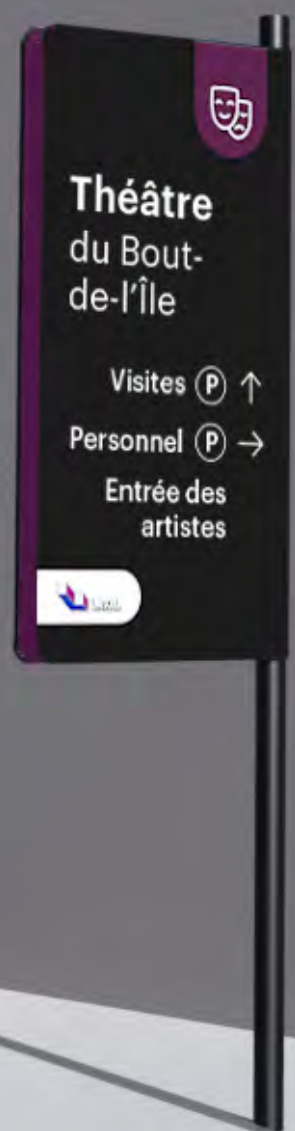 Théâtre
du Bout-
de-l'Île
Visites P ↑
Personnel P →
Entrée des
artistes